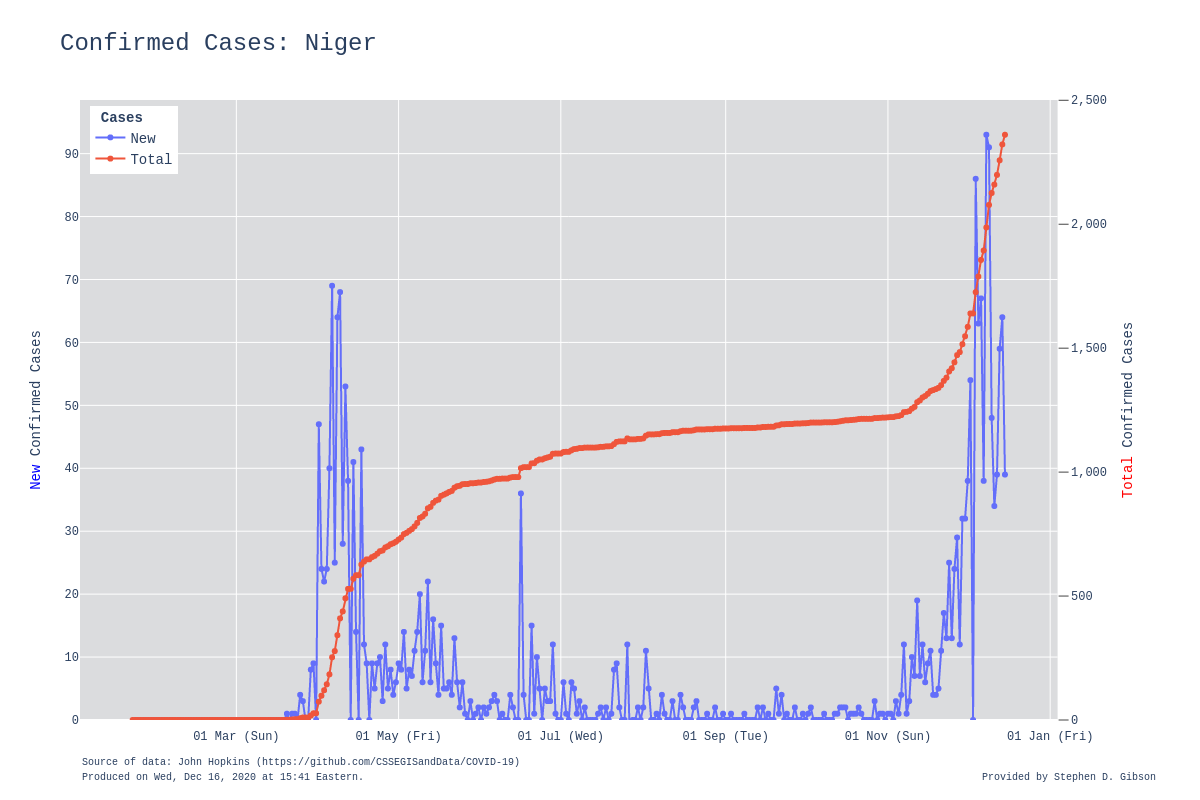 Confirmed Cases: Niger
Cases
New
Total
90
80
70
60
50
40
30
20
10
0
New Confirmed Cases
2,500
2,000
1,500
1,000
500
0
Total Confirmed Cases
01 Mar (Sun) 01 May (Fri) 01 Jul (Wed) 01 Sep (Tue) 01 Nov (Sun) 01 Jan (Fri)
Source of data: John Hopkins (https://github.com/CSSEGISandData/COVID-19)
Produced on Wed, Dec 16, 2020 at 15:41 Eastern.
Provided by Stephen D. Gibson